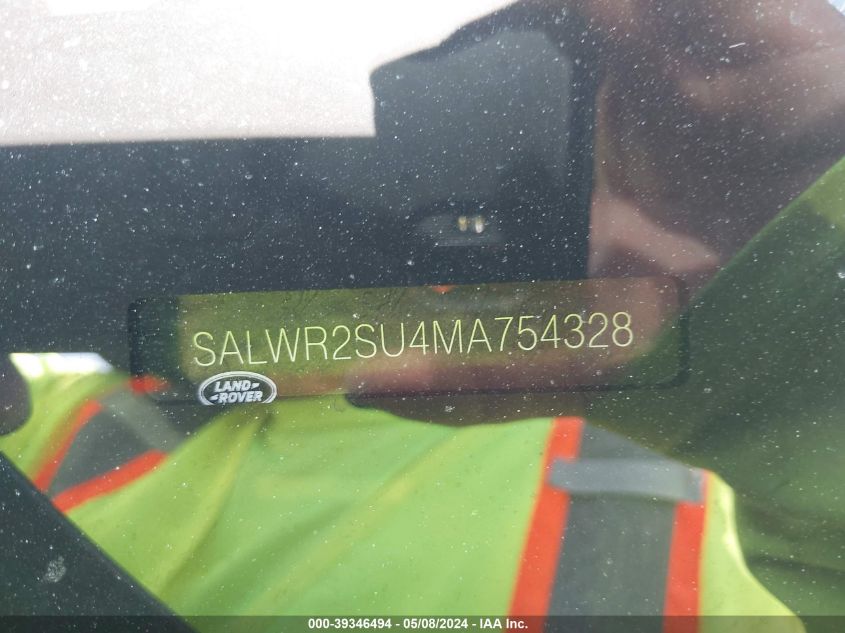 SALWR2SU4MA754328
LAND-
-ROVER
000-39346494 - 05/08/2024 - IAA Inc.